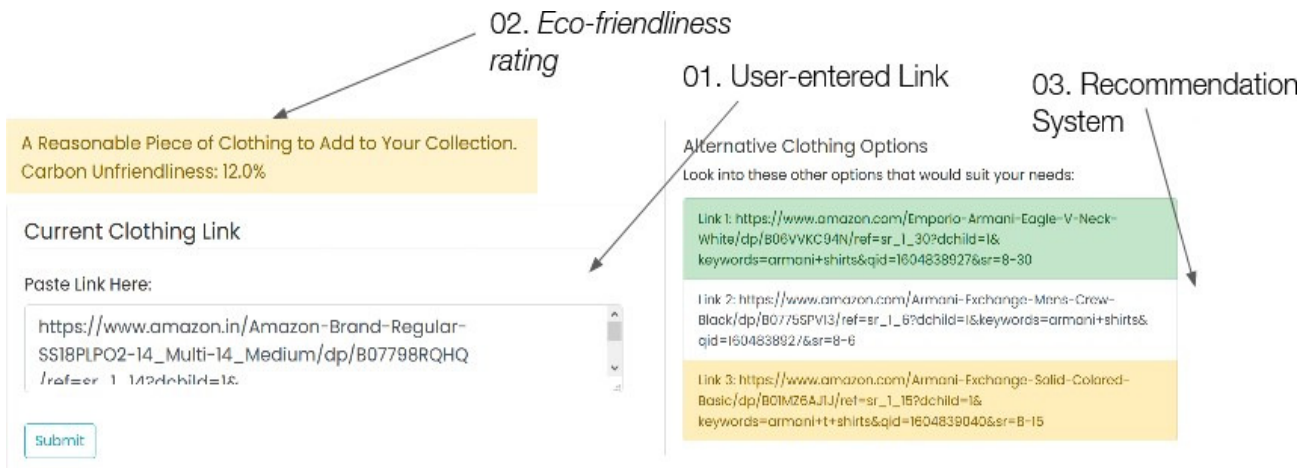 02. Eco-friendliness
rating
01. User-entered Link
03. Recommendation
System
A Reasonable Piece of Clothing to Add to Your Collection.
Carbon Unfriendliness: 12.0%
Current Clothing Link
Paste Link Here:
https://www.amazon.in/Amazon-Brand-Regular-
SS18PLPO2-14_Multi-14_Medium/dp/B07798RQHQ
/ref=sr_1_14?dchild=1&
Submit
Alternative Clothing Options
Look into these other options that would suit your needs:
Link 1: https://www.amazon.com/Emporio-Armani-Eagle-V-Neck-
White/dp/B06VVKC94N/ref=sr_1_30?dchild=1&
keywords=armani+shirts&qid=1604838927&sr=8-30
Link 2: https://www.amazon.com/Armani-Exchange-Mens-Crew-
Black/dp/B0775SPV13/ref=sr_1_6?dchild=1&keywords=armani+shirts&
qid=1604838927&sr=8-6
Link 3: https://www.amazon.com/Armani-Exchange-Solid-Colored-
Basic/dp/B01MZ6AJ1J/ref=sr_1_15?dchild=1&
keywords=armani+t+shirts&qid=1604839040&sr=8-15